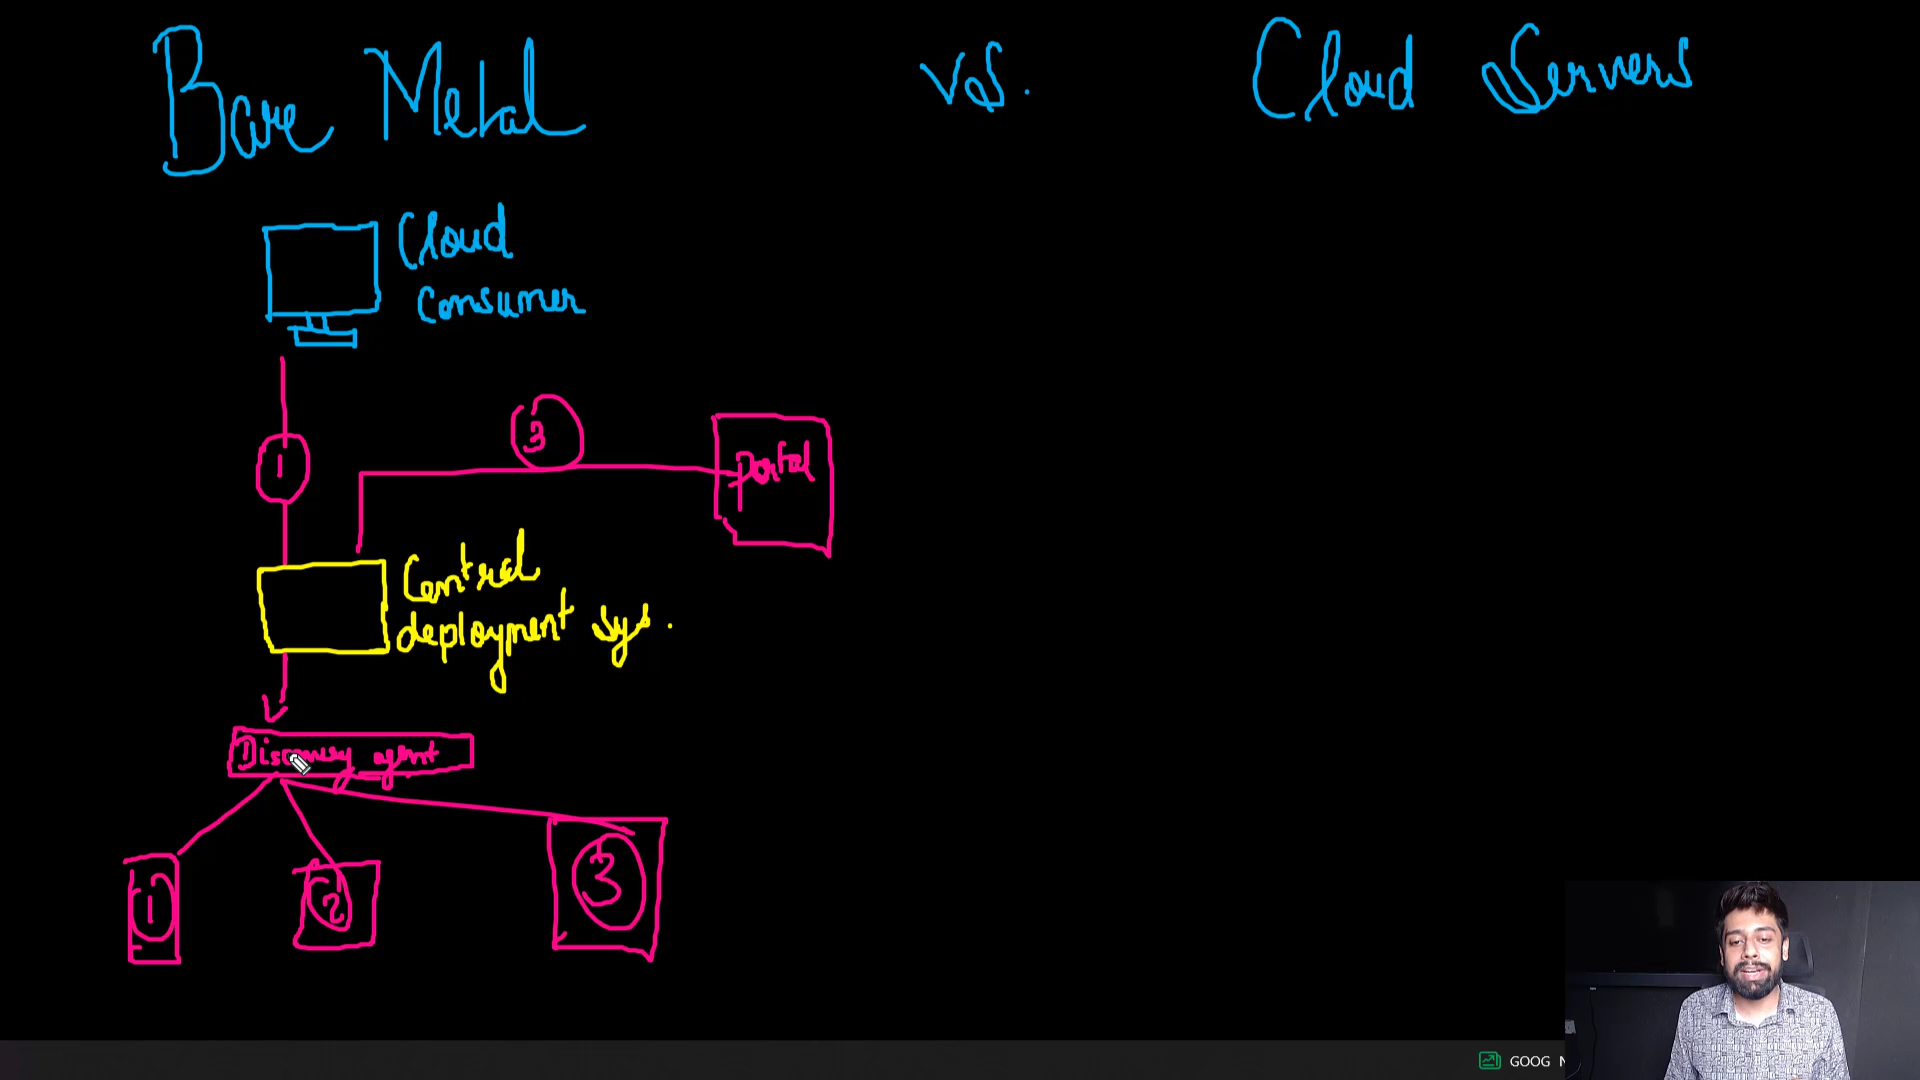 Bare Metal vs. Cloud Servers
Cloud
consumer
3
1
Portal
Central
deployment sys.
Discovery agent
1 2 3
GOOG